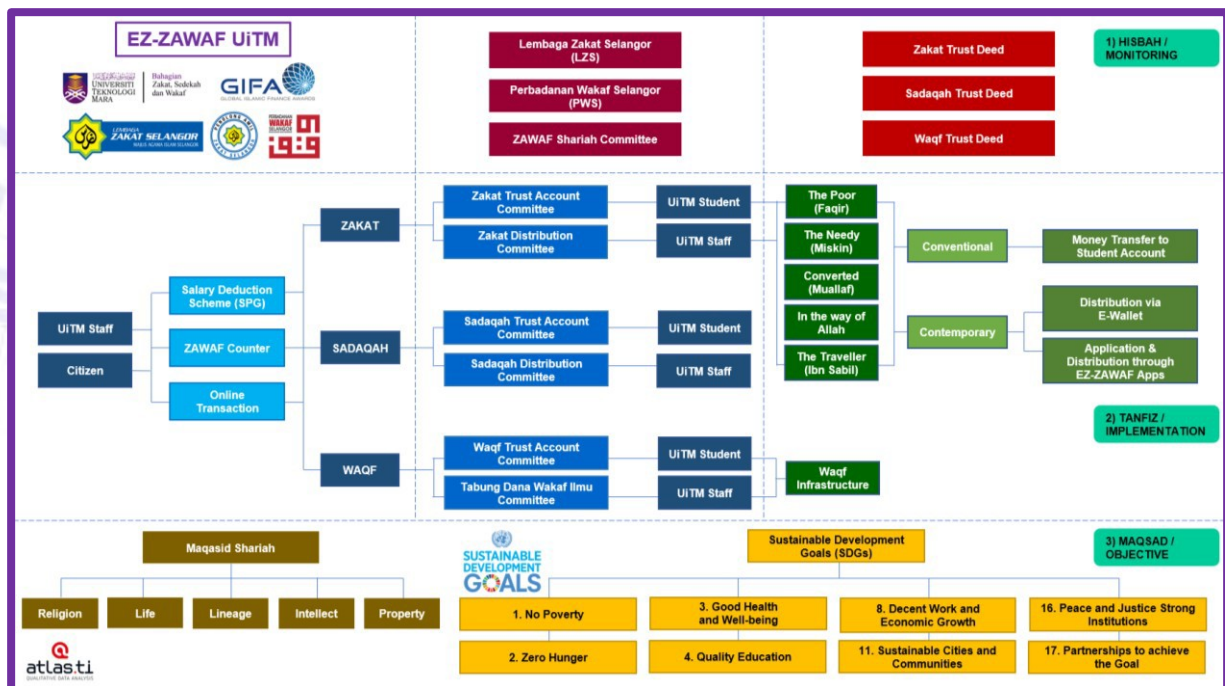 EZ-ZAWAF UiTM
UNIVERSITI
TEKNOLOGI
MARA
Bahagian
Zakat, Sedekah
dan Wakaf
GIFA
GLOBAL ISLAMIC FINANCE AWARDS
LEMBAGA
ZAKAT SELANGOR
MAJLIS AGAMA ISLAM SELANGOR
PERBADANAN
WAKAF
SELANGOR
Lembaga Zakat Selangor
(LZS)
Perbadanan Wakaf Selangor
(PWS)
ZAWAF Shariah Committee
Zakat Trust Deed
Sadaqah Trust Deed
Waqf Trust Deed
1) HISBAH /
MONITORING
UiTM Staff
Citizen
Salary Deduction
Scheme (SPG)
ZAWAF Counter
Online
Transaction
ZAKAT
SADAQAH
WAQF
Zakat Trust Account
Committee
Zakat Distribution
Committee
Sadaqah Trust Account
Committee
Sadaqah Distribution
Committee
Waqf Trust Account
Committee
Tabung Dana Wakaf Ilmu
Committee
UiTM Student
UiTM Staff
UiTM Student
UiTM Staff
UiTM Student
UiTM Staff
The Poor
(Faqir)
The Needy
(Miskin)
Converted
(Muallaf)
In the way of
Allah
The Traveller
(Ibn Sabil)
Waqf
Infrastructure
Conventional
Contemporary
Money Transfer to
Student Account
Distribution via
E-Wallet
Application &
Distribution through
EZ-ZAWAF Apps
2) TANFIZ /
IMPLEMENTATION
Maqasid Shariah
Religion
Life
Lineage
Intellect
Property
atlas.ti
QUALITATIVE DATA ANALYSIS
SUSTAINABLE
DEVELOPMENT
GOALS
Sustainable Development
Goals (SDGs)
1. No Poverty
3. Good Health
and Well-being
8. Decent Work and
Economic Growth
16. Peace and Justice Strong
Institutions
2. Zero Hunger
4. Quality Education
11. Sustainable Cities and
Communities
17. Partnerships to achieve
the Goal
3) MAQSAD /
OBJECTIVE